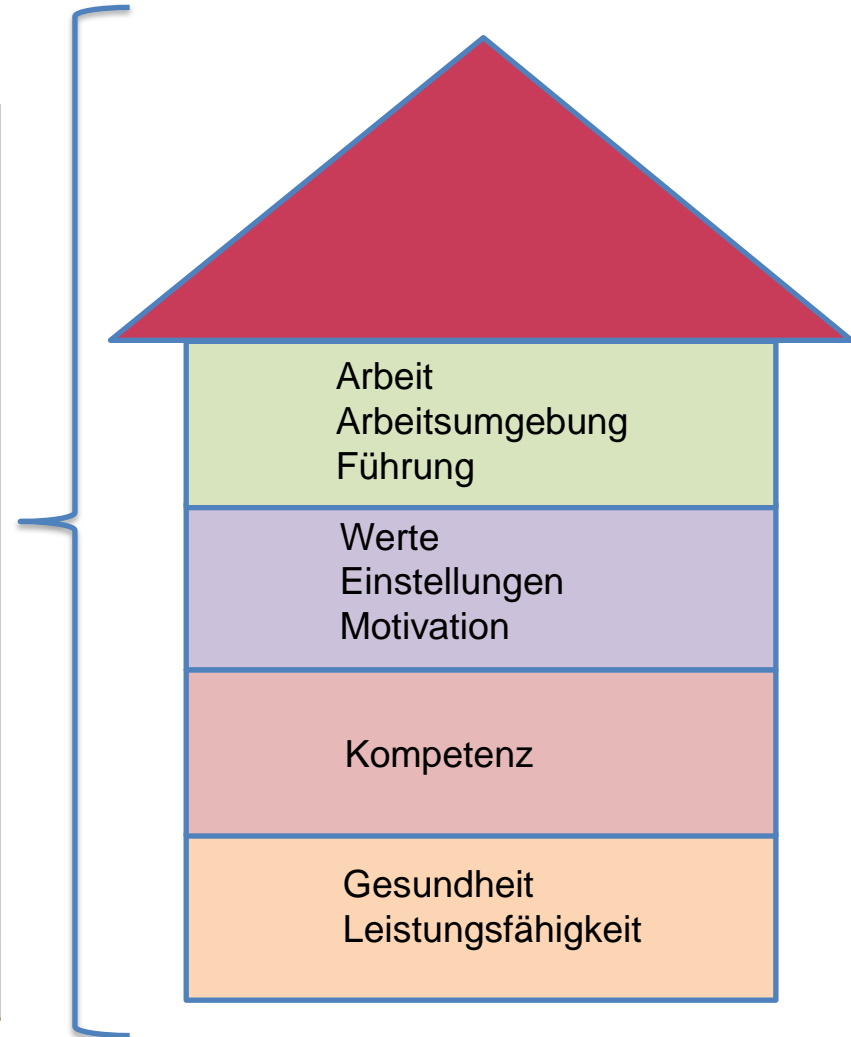 Arbeit
Arbeitsumgebung
Führung
Werte
Einstellungen
Motivation
Kompetenz
Gesundheit
Leistungsfähigkeit